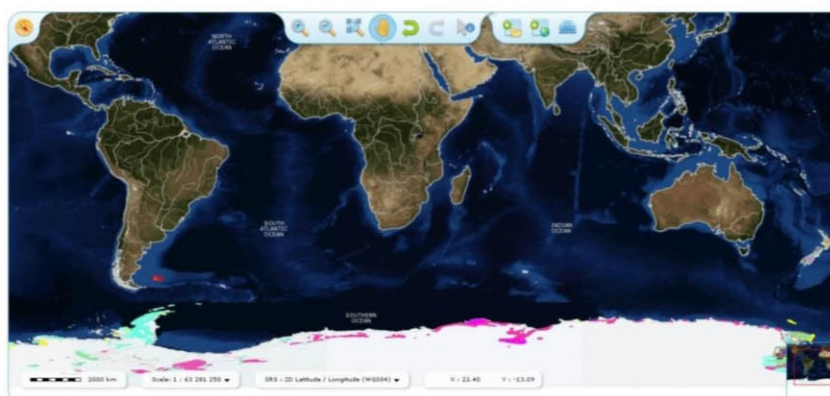 NORTH
ATLANTIC
OCEAN
SOUTH
ATLANTIC
OCEAN
INDIAN
OCEAN
SOUTHERN
OCEAN
2000 km
Scale: 1 : 63 281 250
SRS : 2D Latitude / Longitude (WGS84)
X : 22.40
Y : -13.09